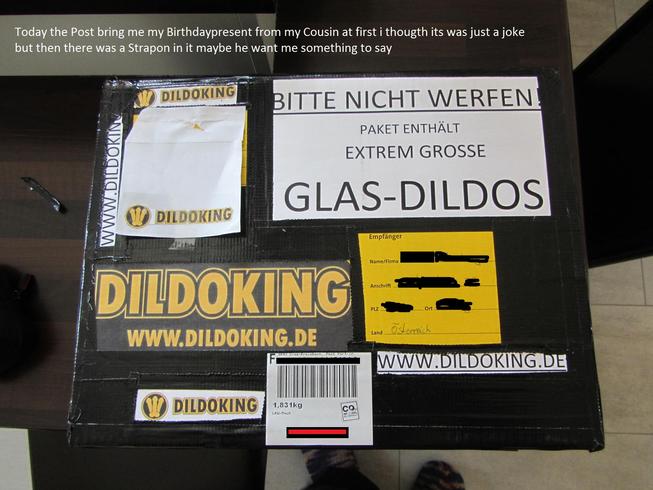 Today the Post bring me my Birthdaypresent from my Cousin at first i thougth its was just a joke
but then there was a Strapon in it maybe he want me something to say
DILDOKING
WWW.DILDOKING
DILDOKING
BITTE NICHT WERFEN!
PAKET ENTHÄLT
EXTREM GROSSE
GLAS-DILDOS
Empfänger
Name/Firma
Anschrift
PLZ Ort
Land Österreich
DILDOKING
WWW.DILDOKING.DE
WWW.DILDOKING.DE
DILDOKING
1,831kg